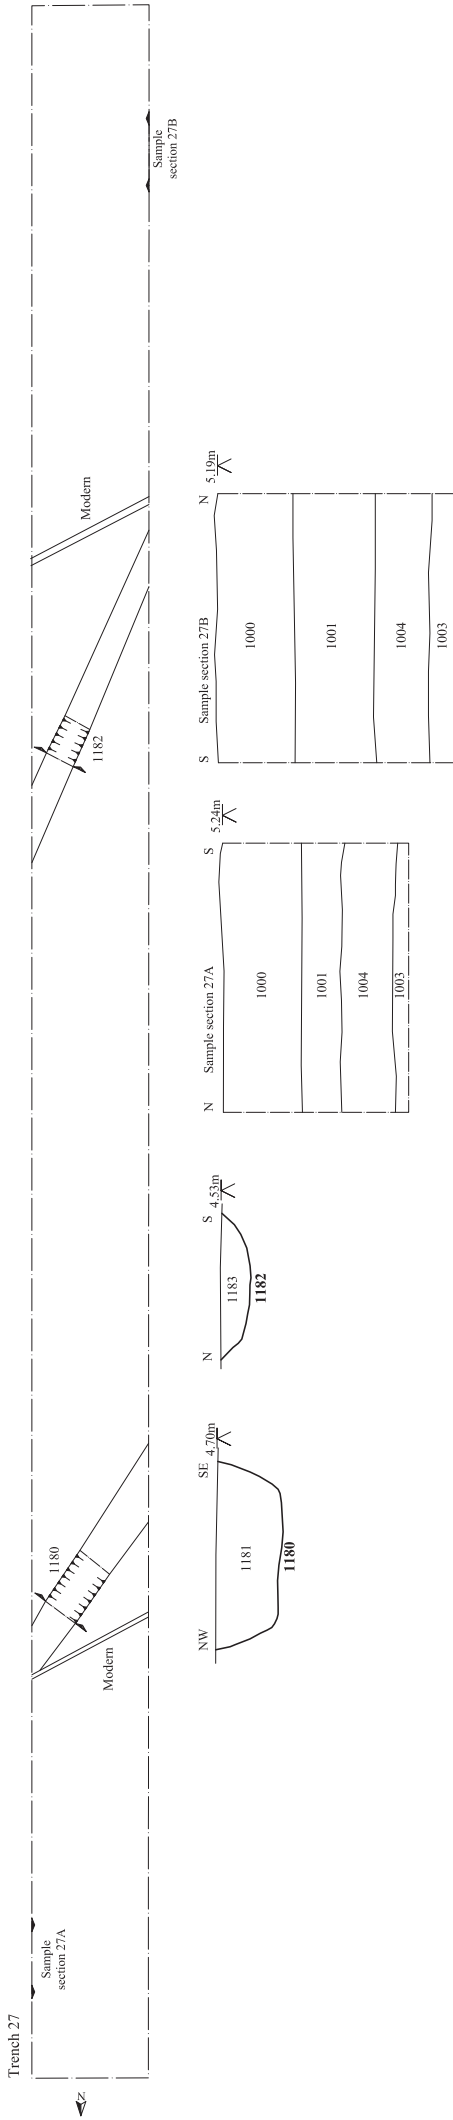 Trench 27
N
Sample
section 27A
Modern
1180
1182
Modern
Sample
section 27B
NW
SE
4.70m
1181
1180
N
S
4.53m
1183
1182
N
Sample section 27A
S
5.24m
1000
1001
1004
1003
S
Sample section 27B
N
5.19m
1000
1001
1004
1003